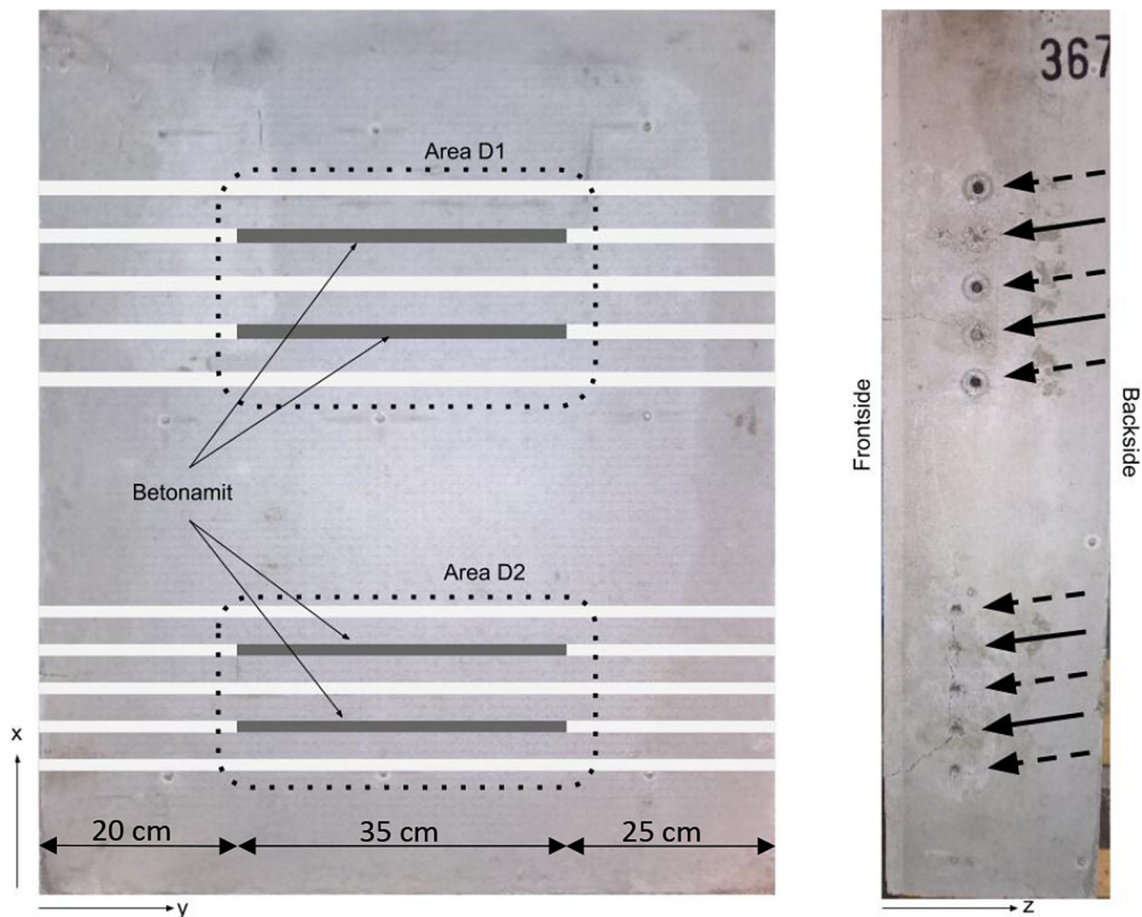 Area D1
Betonamit
Area D2
20 cm
35 cm
25 cm
x
y
367
Frontside
Backside
z